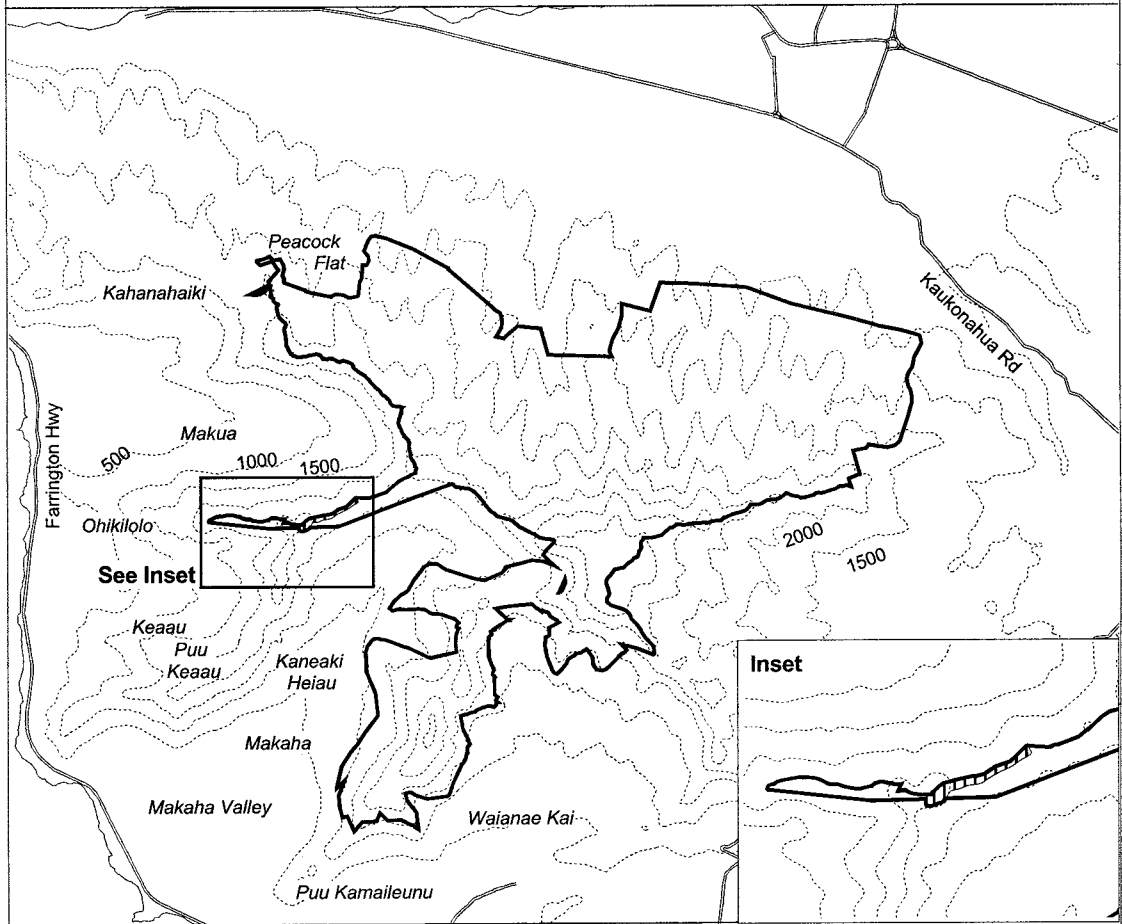 Peacock
Flat
Kahanahaiki
Kaukonahua Rd
Farrington Hwy
Makua
500
1000
1500
Ohikilolo
See Inset
2000
1500
Keaau
Puu
Keaau
Kaneaki
Heiau
Inset
Makaha
Makaha Valley
Waianae Kai
Puu Kamaileunu